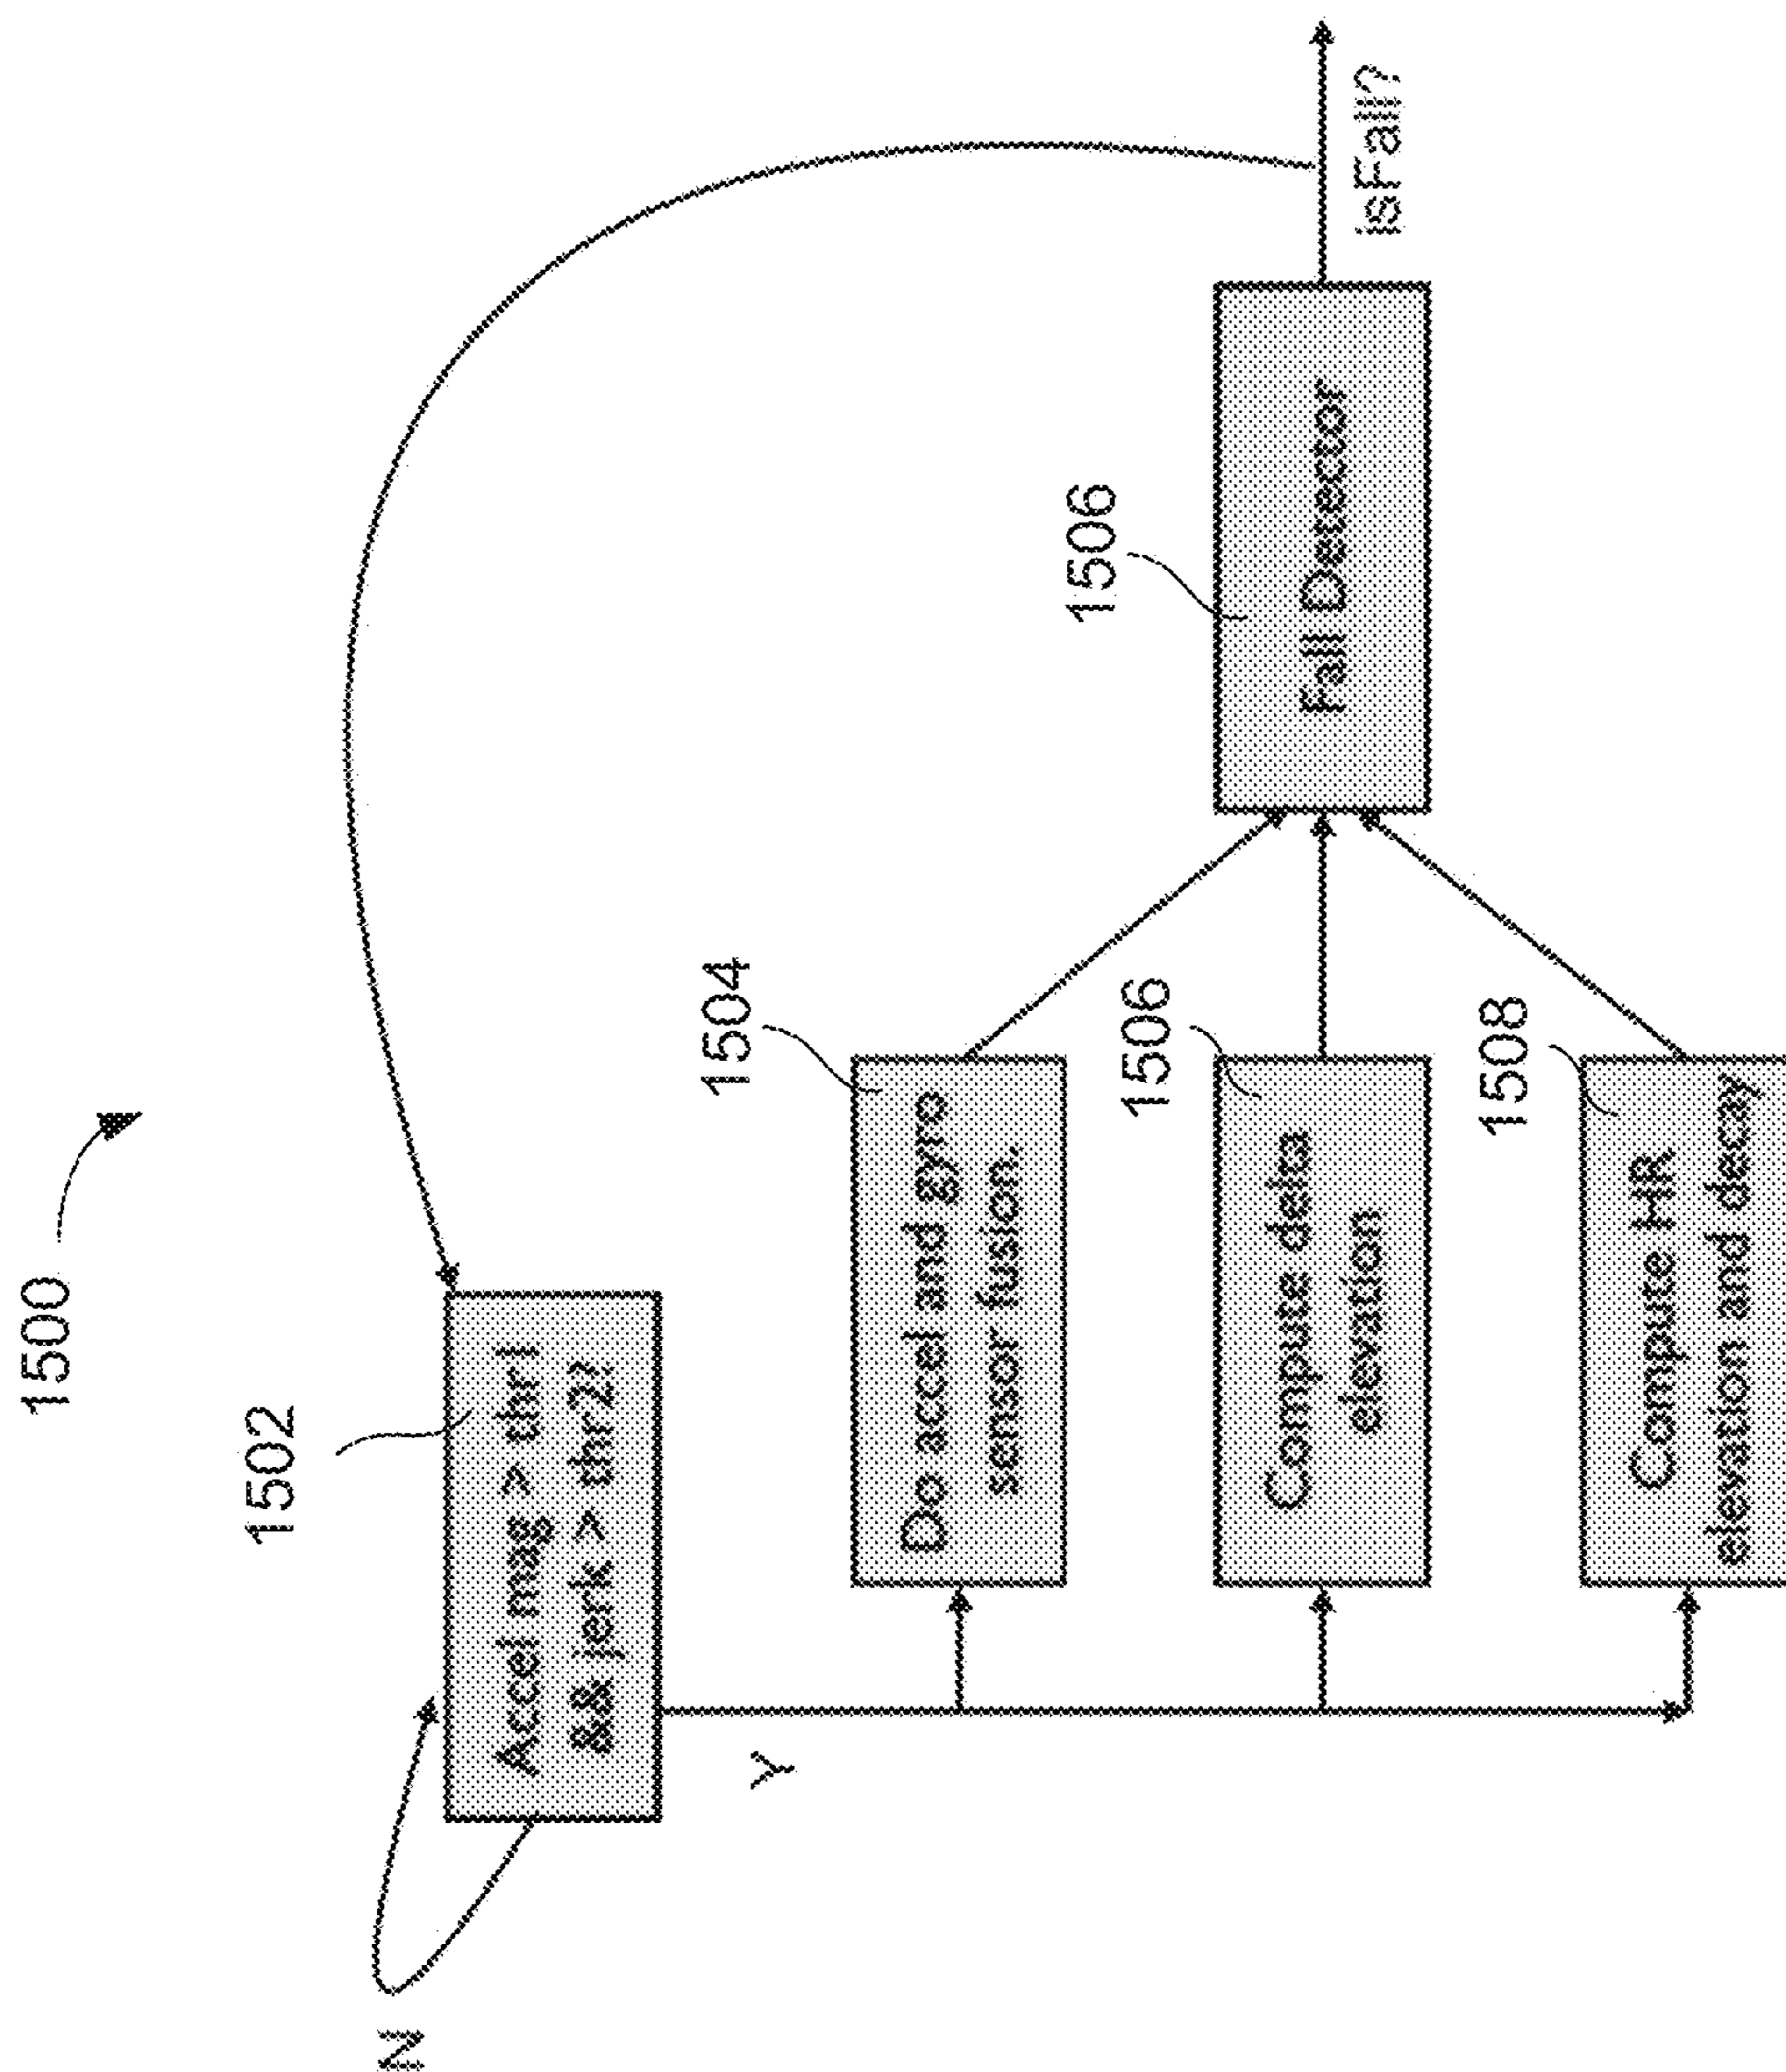 1500
1502
Accel mag > thr1
&& jerk > thr2?
N
Y
1504
Do accel and gyro
sensor fusion.
1506
Compute delta
elevation
1508
Compute HR
elevation and decay
1506
Fall Detector
isFall?